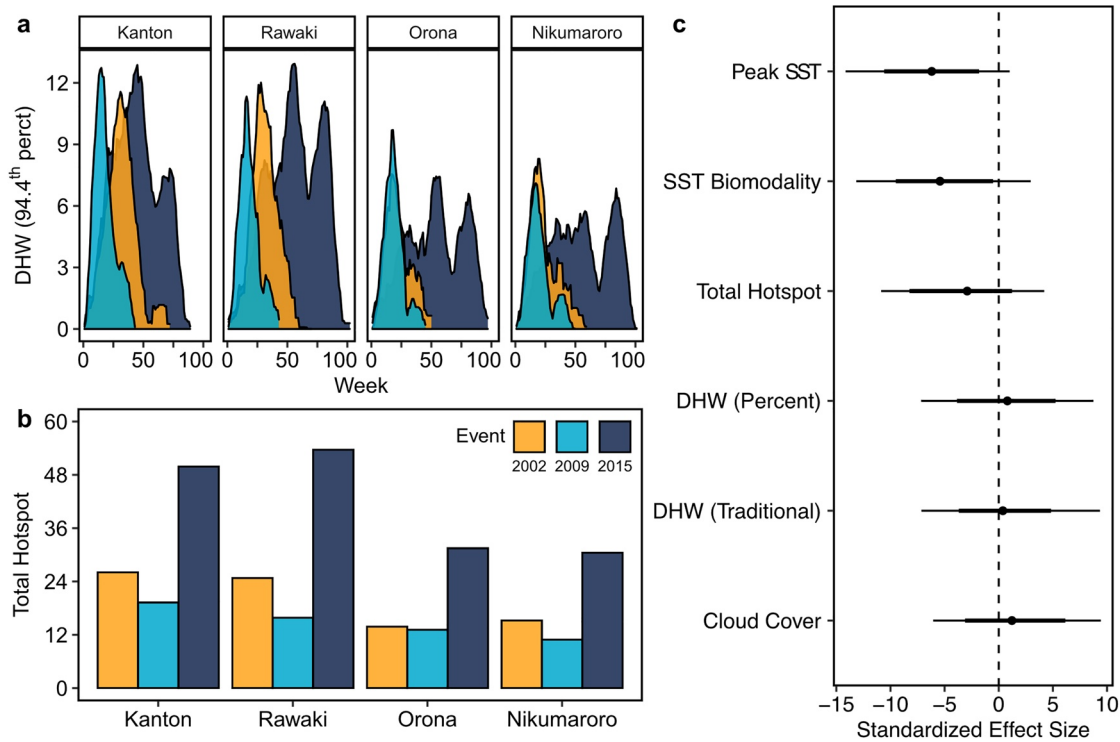 a
Kanton Rawaki Orona Nikumaroro
DHW (94.4th perct)
12
9
6
3
0
0 50 100 0 50 100 0 50 100 0 50 100
Week
b
Total Hotspot
60
48
36
24
12
0
Event
2002 2009 2015
Kanton Rawaki Orona Nikumaroro
c
Peak SST
SST Biomodality
Total Hotspot
DHW (Percent)
DHW (Traditional)
Cloud Cover
−15 −10 −5 0 5 10
Standardized Effect Size